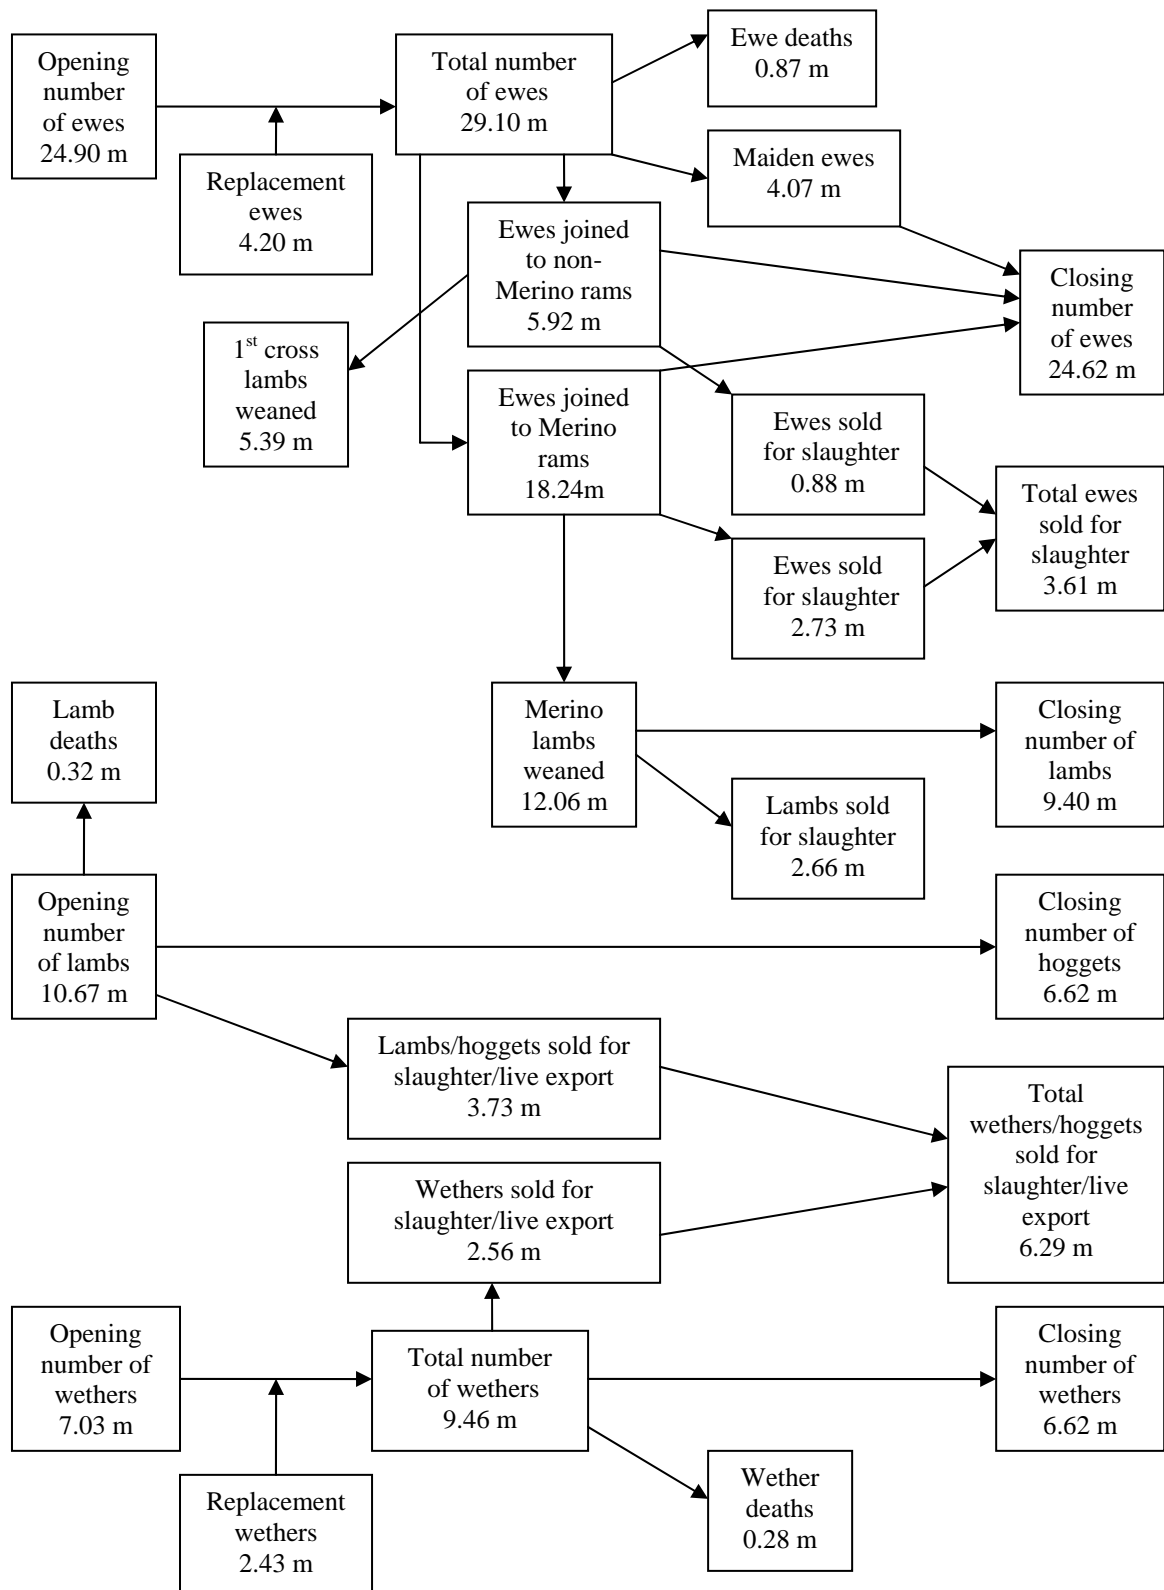 Opening
number
of ewes
24.90 m
Total number
of ewes
29.10 m
Ewe deaths
0.87 m
Replacement
ewes
4.20 m
Maiden ewes
4.07 m
Ewes joined
to non-
Merino rams
5.92 m
Closing
number
of ewes
24.62 m
1st cross
lambs
weaned
5.39 m
Ewes joined
to Merino
rams
18.24m
Ewes sold
for slaughter
0.88 m
Total ewes
sold for
slaughter
3.61 m
Ewes sold
for slaughter
2.73 m
Lamb
deaths
0.32 m
Merino
lambs
weaned
12.06 m
Closing
number of
lambs
9.40 m
Lambs sold
for slaughter
2.66 m
Opening
number
of lambs
10.67 m
Closing
number of
hoggets
6.62 m
Lambs/hoggets sold for
slaughter/live export
3.73 m
Total
wethers/hoggets
sold for
slaughter/live
export
6.29 m
Wethers sold for
slaughter/live export
2.56 m
Opening
number of
wethers
7.03 m
Total number
of wethers
9.46 m
Closing
number of
wethers
6.62 m
Replacement
wethers
2.43 m
Wether
deaths
0.28 m